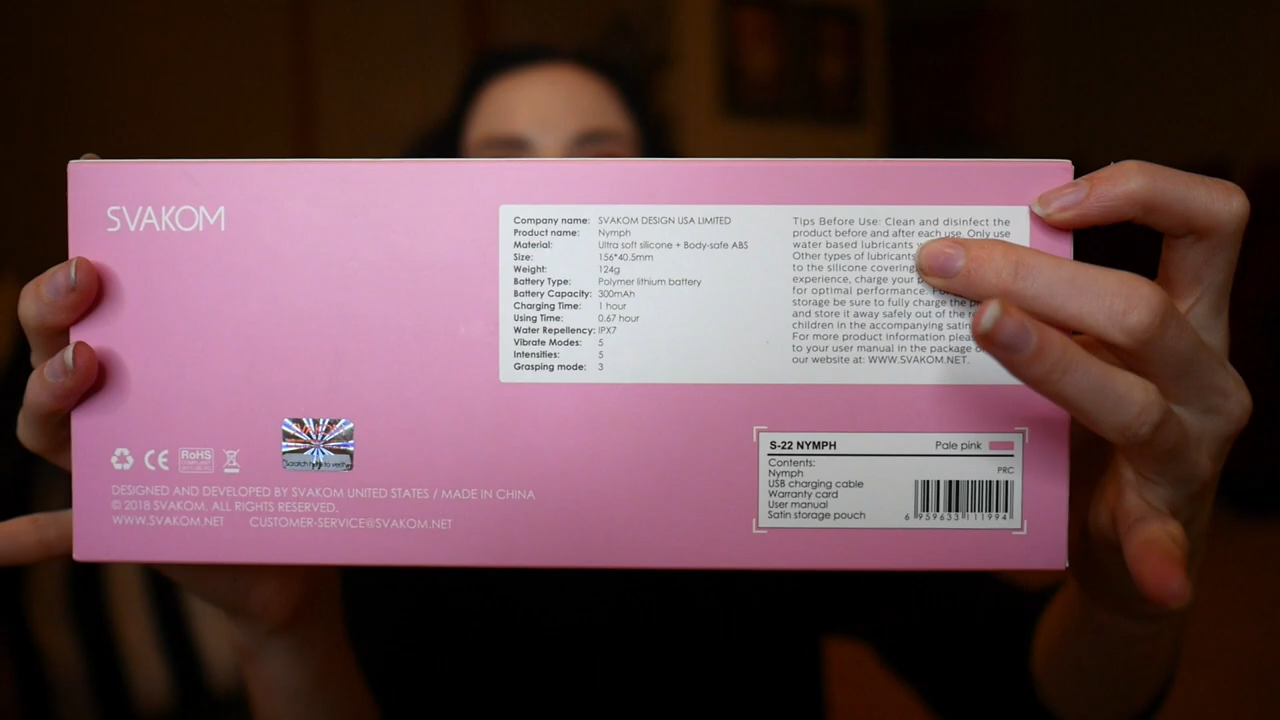 SVAKOM
Company name: SVAKOM DESIGN USA LIMITED
Product name: Nymph
Material: Ultra soft silicone + Body-safe ABS
Size: 156*40.5mm
Weight: 124g
Battery Type: Polymer lithium battery
Battery Capacity: 300mAh
Charging Time: 1 hour
Using Time: 0.67 hour
Water Repellency: IPX7
Vibrate Modes: 5
Intensities: 5
Grasping mode: 3
Tips Before Use: Clean and disinfect the
product before and after each use. Only use
water based lubricants
Other types of lubricants
to the silicone covering
experience, charge your
for optimal performance.
storage be sure to fully charge the
and store it away safely out of the
children in the accompanying satin
For more product information
to your user manual in the package
our website at: WWW.SVAKOM.NET.
RoHS
DESIGNED AND DEVELOPED BY SVAKOM UNITED STATES / MADE IN CHINA
© 2018 SVAKOM. ALL RIGHTS RESERVED.
WWW.SVAKOM.NET CUSTOMER-SERVICE@SVAKOM.NET
S-22 NYMPH Pale pink
Contents:
Nymph
USB charging cable
Warranty card
User manual
Satin storage pouch
PRC
6 959633 111994